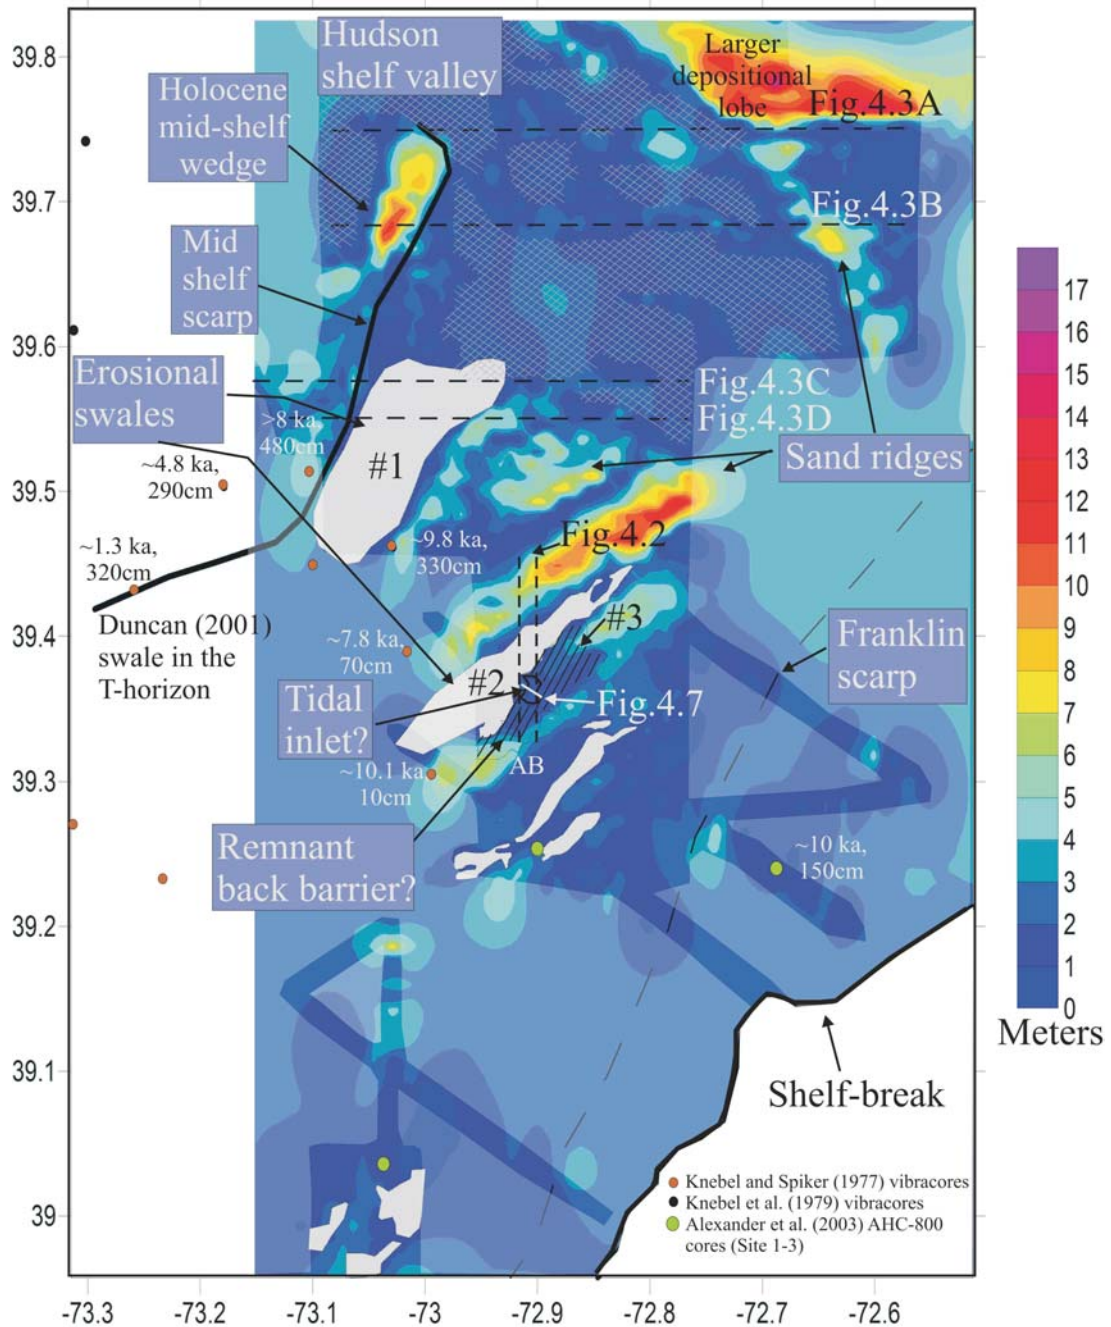 Hudson
shelf valley
Larger
depositional
lobe
Fig.4.3A
Holocene
mid-shelf
wedge
Fig.4.3B
Mid
shelf
scarp
Erosional
swales
Fig.4.3C
Fig.4.3D
>8 ka,
480cm
#1
Sand ridges
~4.8 ka,
290cm
~9.8 ka,
330cm
Fig.4.2
~1.3 ka,
320cm
Duncan (2001)
swale in the
T-horizon
#3
~7.8 ka,
70cm
Franklin
scarp
#2
Tidal
inlet?
Fig.4.7
AB
~10.1 ka,
10cm
Remnant
back barrier?
~10 ka,
150cm
Shelf-break
Knebel and Spiker (1977) vibracores
Knebel et al. (1979) vibracores
Alexander et al. (2003) AHC-800
cores (Site 1-3)
39.8
39.7
39.6
39.5
39.4
39.3
39.2
39.1
39
-73.3 -73.2 -73.1 -73 -72.9 -72.8 -72.7 -72.6
17
16
15
14
13
12
11
10
9
8
7
6
5
4
3
2
1
0
Meters